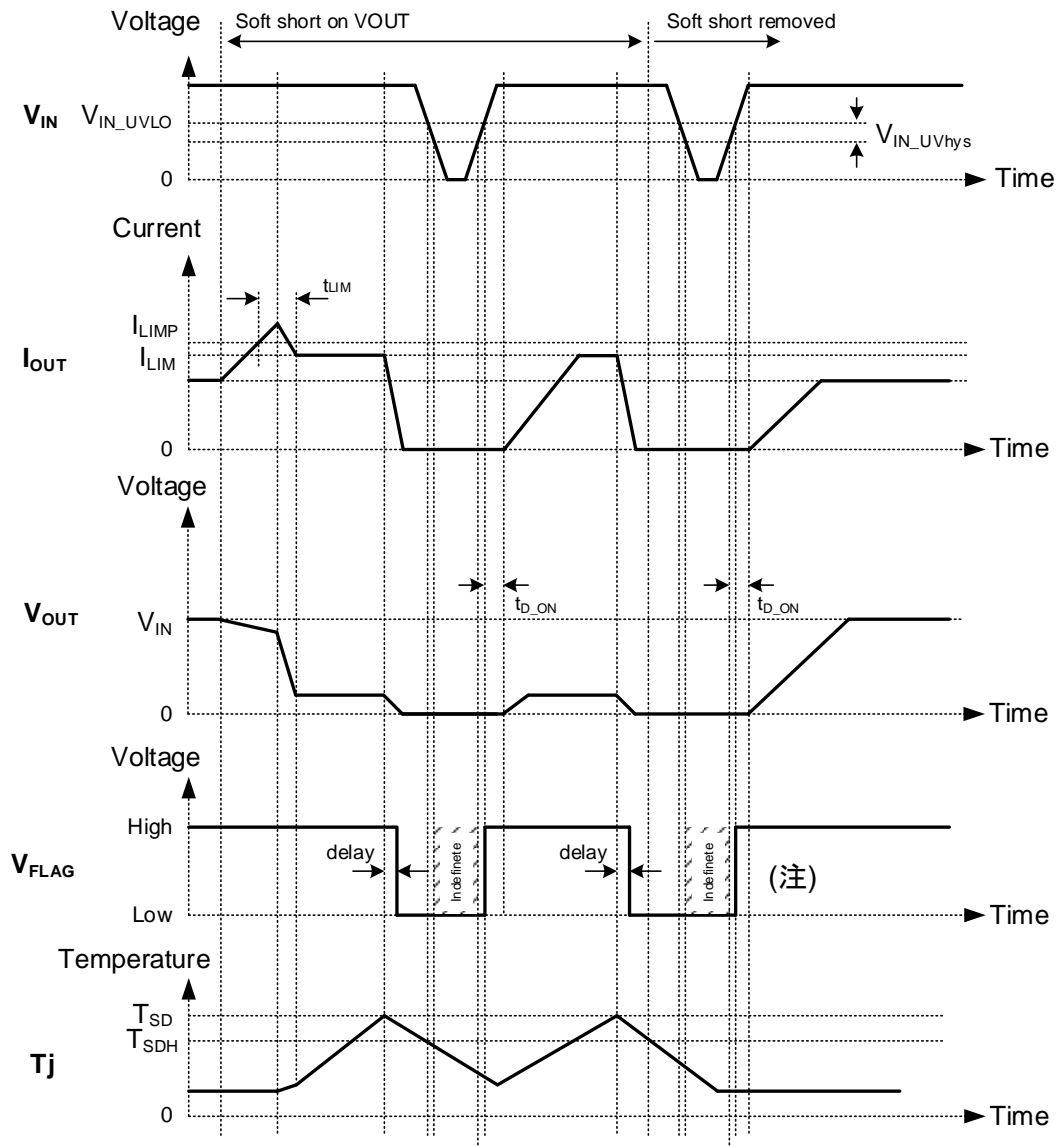 Voltage
Soft short on VOUT
Soft short removed
VIN
VIN_UVLO
VIN_UVhys
0
Time
Current
tLIM
ILIMP
IOUT
ILIM
0
Time
Voltage
tD_ON
tD_ON
VOUT
VIN
0
Time
Voltage
High
delay
Indefinete
delay
Indefinete
(注)
VFLAG
Low
Time
Temperature
TSD
TSDH
Tj
0
Time